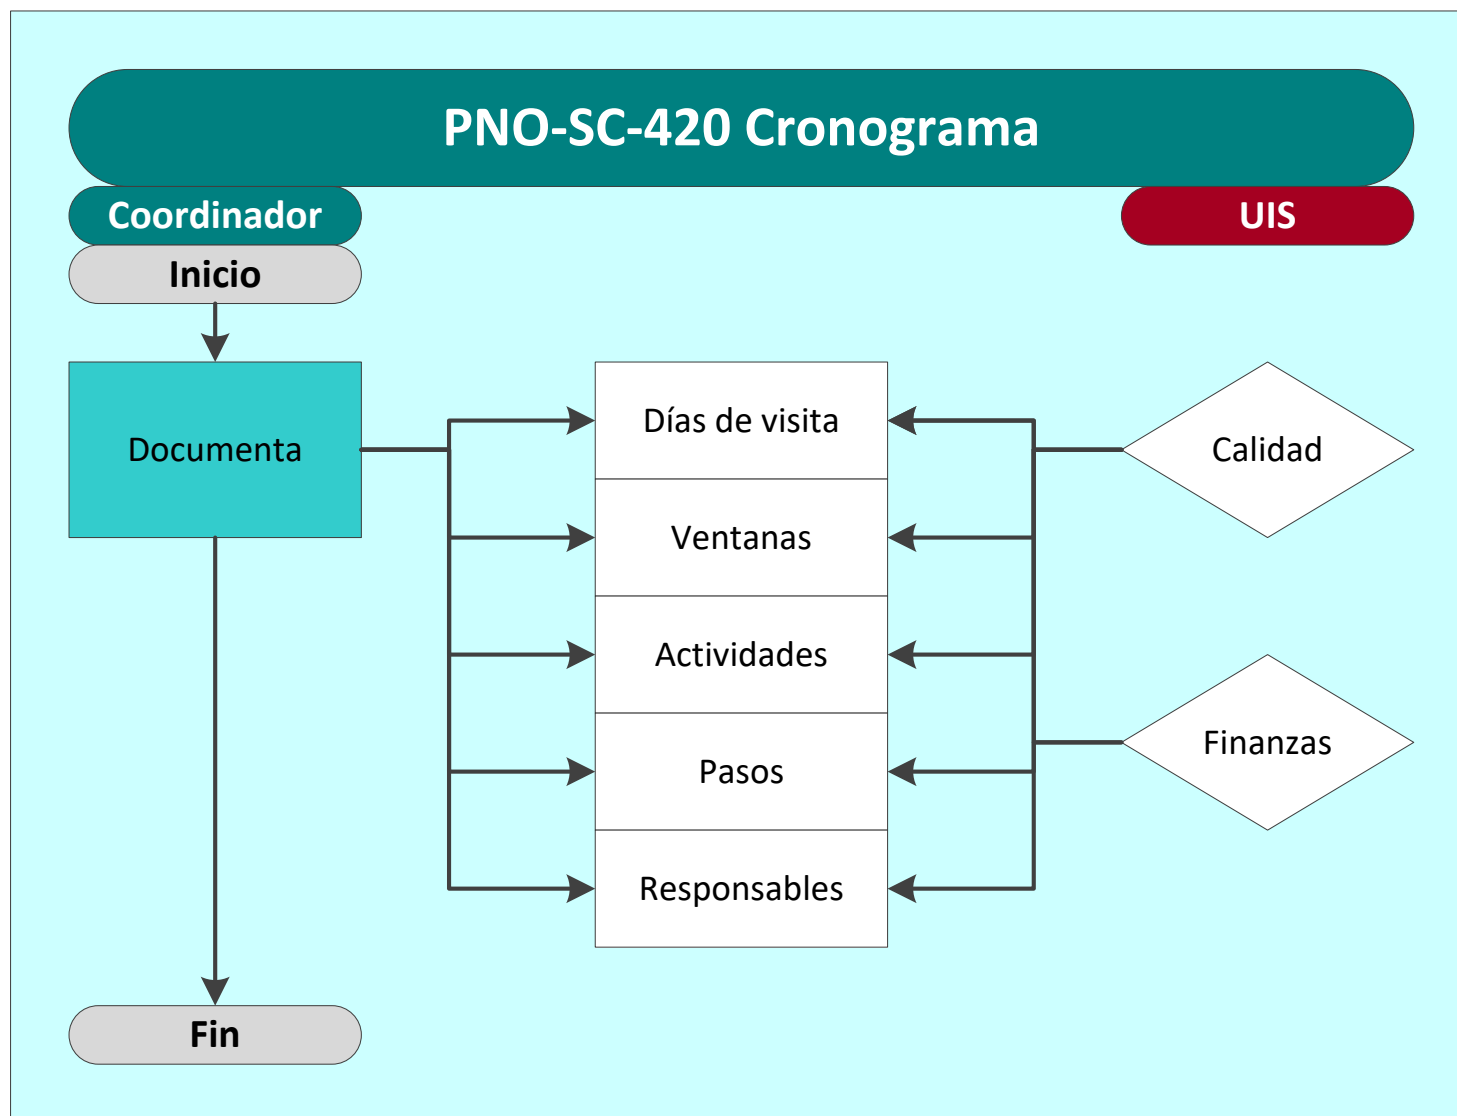 PNO-SC-420 Cronograma
Coordinador
UIS
Inicio
Documenta
Días de visita
Calidad
Ventanas
Actividades
Finanzas
Pasos
Responsables
Fin